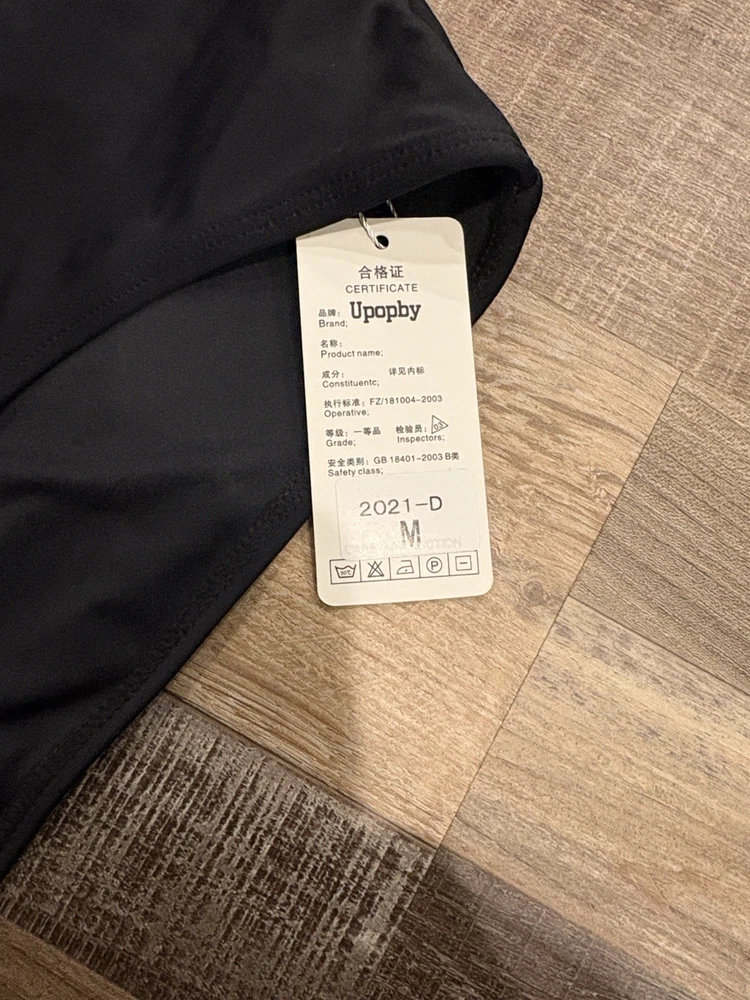 合格证
CERTIFICATE
品牌： Upopby
Brand;
名称：
Product name;
成分： 详见内标
Constituentc;
执行标准：FZ/181004-2003
Operative;
等级：一等品 检验员： 03
Grade; Inspectors;
安全类别：GB 18401-2003 B类
Safety class;
2021-D
M
30℃
P